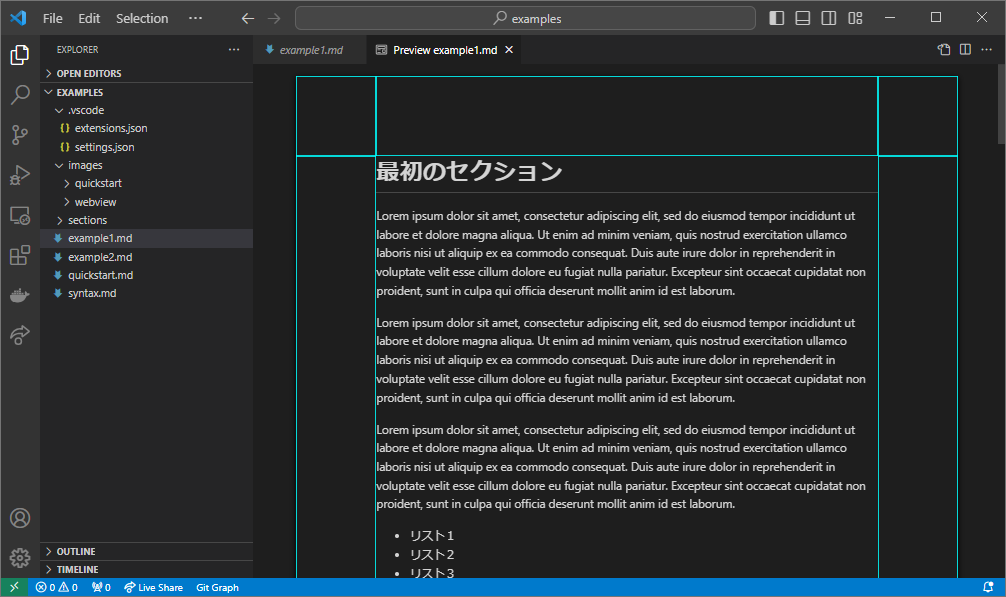 File Edit Selection ···
examples
EXPLORER
example1.md
Preview example1.md
OPEN EDITORS
EXAMPLES
.vscode
extensions.json
settings.json
images
quickstart
webview
sections
example1.md
example2.md
quickstart.md
syntax.md
OUTLINE
TIMELINE
最初のセクション
Lorem ipsum dolor sit amet, consectetur adipiscing elit, sed do eiusmod tempor incididunt ut
labore et dolore magna aliqua. Ut enim ad minim veniam, quis nostrud exercitation ullamco
laboris nisi ut aliquip ex ea commodo consequat. Duis aute irure dolor in reprehenderit in
voluptate velit esse cillum dolore eu fugiat nulla pariatur. Excepteur sint occaecat cupidatat non
proident, sunt in culpa qui officia deserunt mollit anim id est laborum.
Lorem ipsum dolor sit amet, consectetur adipiscing elit, sed do eiusmod tempor incididunt ut
labore et dolore magna aliqua. Ut enim ad minim veniam, quis nostrud exercitation ullamco
laboris nisi ut aliquip ex ea commodo consequat. Duis aute irure dolor in reprehenderit in
voluptate velit esse cillum dolore eu fugiat nulla pariatur. Excepteur sint occaecat cupidatat non
proident, sunt in culpa qui officia deserunt mollit anim id est laborum.
Lorem ipsum dolor sit amet, consectetur adipiscing elit, sed do eiusmod tempor incididunt ut
labore et dolore magna aliqua. Ut enim ad minim veniam, quis nostrud exercitation ullamco
laboris nisi ut aliquip ex ea commodo consequat. Duis aute irure dolor in reprehenderit in
voluptate velit esse cillum dolore eu fugiat nulla pariatur. Excepteur sint occaecat cupidatat non
proident, sunt in culpa qui officia deserunt mollit anim id est laborum.
• リスト1
• リスト2
• リスト3
0 0 0 Live Share Git Graph